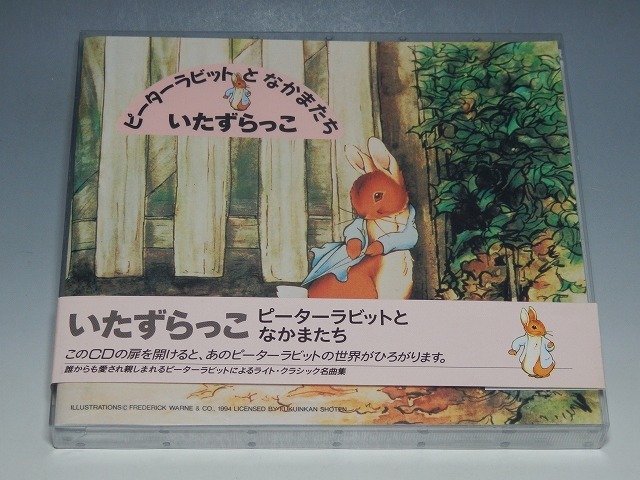 ピーターラビットとなかまたち
いたずらっこ
いたずらっこ
ピーターラビットと
なかまたち
このCDの扉を開けると、あのピーターラビットの世界がひろがります。
誰からも愛され親しまれるピーターラビットによるライト・クラシック名曲集
ILLUSTRATIONS © FREDERICK WARNE & CO., 1994 LICENSED BY FUKUINKAN SHOTEN